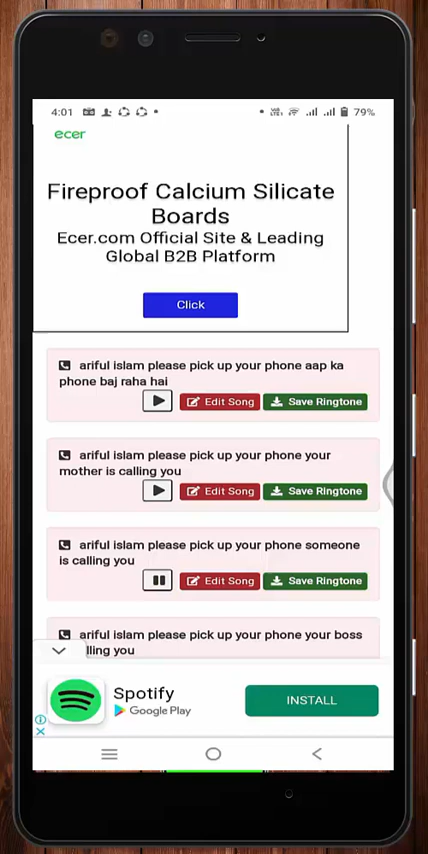 4:01
79%
ecer
Fireproof Calcium Silicate
Boards
Ecer.com Official Site & Leading
Global B2B Platform
Click
ariful islam please pick up your phone aap ka
phone baj raha hai
Edit Song Save Ringtone
ariful islam please pick up your phone your
mother is calling you
Edit Song Save Ringtone
ariful islam please pick up your phone someone
is calling you
Edit Song Save Ringtone
ariful islam please pick up your phone your boss
lling you
Spotify
Google Play
INSTALL